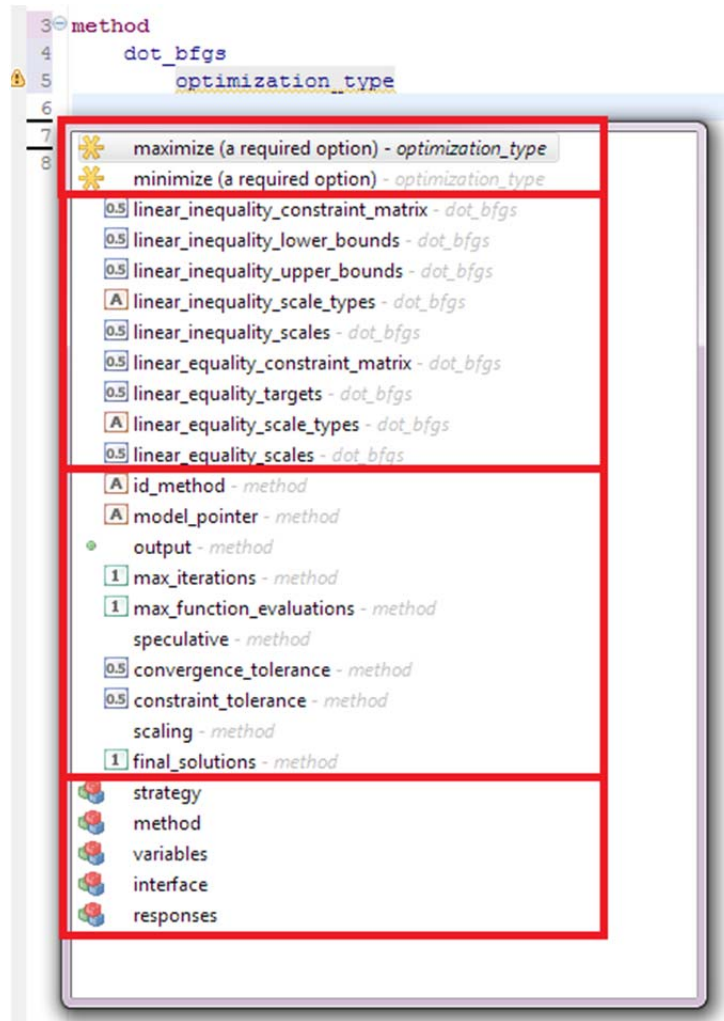 3 method
4 dot_bfgs
5 optimization_type
6
7
8
maximize (a required option) - optimization_type
minimize (a required option) - optimization_type
0.5 linear_inequality_constraint_matrix - dot_bfgs
0.5 linear_inequality_lower_bounds - dot_bfgs
0.5 linear_inequality_upper_bounds - dot_bfgs
A linear_inequality_scale_types - dot_bfgs
0.5 linear_inequality_scales - dot_bfgs
0.5 linear_equality_constraint_matrix - dot_bfgs
0.5 linear_equality_targets - dot_bfgs
A linear_equality_scale_types - dot_bfgs
0.5 linear_equality_scales - dot_bfgs
A id_method - method
A model_pointer - method
output - method
1 max_iterations - method
1 max_function_evaluations - method
speculative - method
0.5 convergence_tolerance - method
0.5 constraint_tolerance - method
scaling - method
1 final_solutions - method
strategy
method
variables
interface
responses